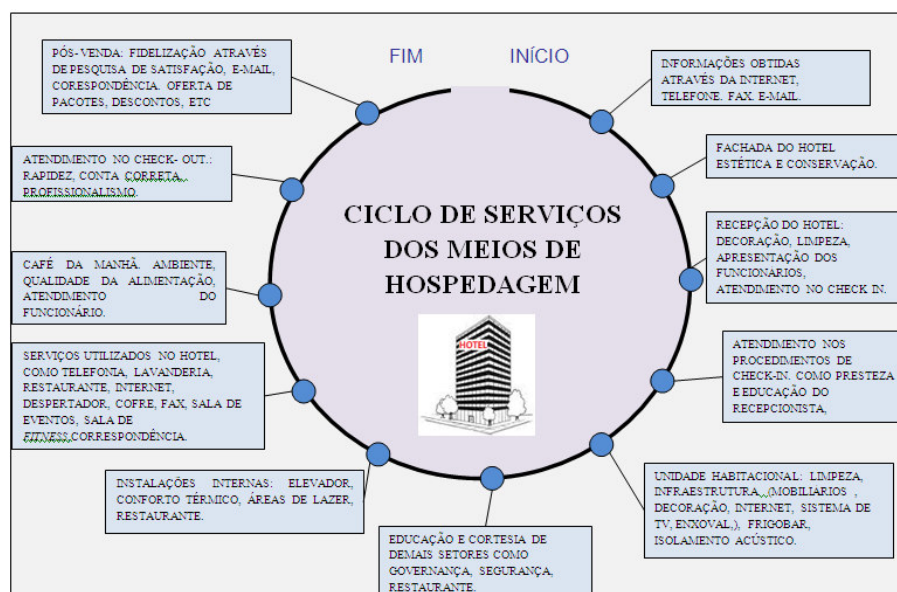 FIM
INÍCIO
INFORMAÇÕES OBTIDAS
ATRAVÉS DA INTERNET,
TELEFONE. FAX. E-MAIL.
FACHADA DO HOTEL
ESTÉTICA E CONSERVAÇÃO.
RECEPÇÃO DO HOTEL:
DECORAÇÃO, LIMPEZA,
APRESENTAÇÃO DOS
FUNCIONÁRIOS,
ATENDIMENTO NO CHECK IN.
ATENDIMENTO NOS
PROCEDIMENTOS DE
CHECK-IN. COMO PRESTEZA
E EDUCAÇÃO DO
RECEPCIONISTA,
UNIDADE HABITACIONAL: LIMPEZA,
INFRAESTRUTURA, (MOBILIÁRIOS ,
DECORAÇÃO, INTERNET, SISTEMA DE
TV, ENXOVAL,), FRIGOBAR,
ISOLAMENTO ACÚSTICO.
EDUCAÇÃO E CORTESIA DE
DEMAIS SETORES COMO
GOVERNANÇA, SEGURANÇA,
RESTAURANTE.
INSTALAÇÕES INTERNAS: ELEVADOR,
CONFORTO TÉRMICO, ÁREAS DE LAZER,
RESTAURANTE.
SERVIÇOS UTILIZADOS NO HOTEL,
COMO TELEFONIA, LAVANDERIA,
RESTAURANTE, INTERNET,
DESPERTADOR, COFRE, FAX, SALA DE
EVENTOS, SALA DE
FITNESS,CORRESPONDÊNCIA.
CAFÉ DA MANHÃ. AMBIENTE,
QUALIDADE DA ALIMENTAÇÃO,
ATENDIMENTO DO
FUNCIONÁRIO.
ATENDIMENTO NO CHECK- OUT.:
RAPIDEZ, CONTA CORRETA,
PROFISSIONALISMO.
PÓS- VENDA: FIDELIZAÇÃO ATRAVÉS
DE PESQUISA DE SATISFAÇÃO, E-MAIL,
CORESPONDÊNCIA. OFERTA DE
PACOTES, DESCONTOS, ETC
CICLO DE SERVIÇOS
DOS MEIOS DE
HOSPEDAGEM
HOTEL